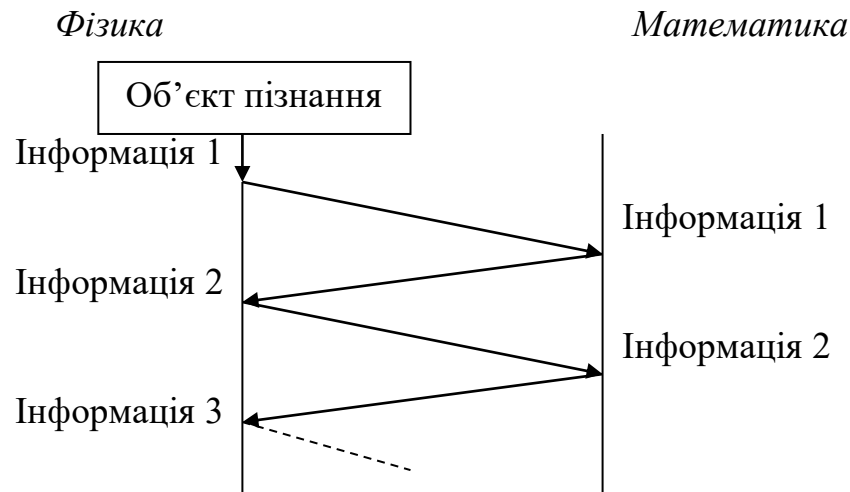 Фізика
Математика
Об’єкт пізнання
Інформація 1
Інформація 1
Інформація 2
Інформація 2
Інформація 3